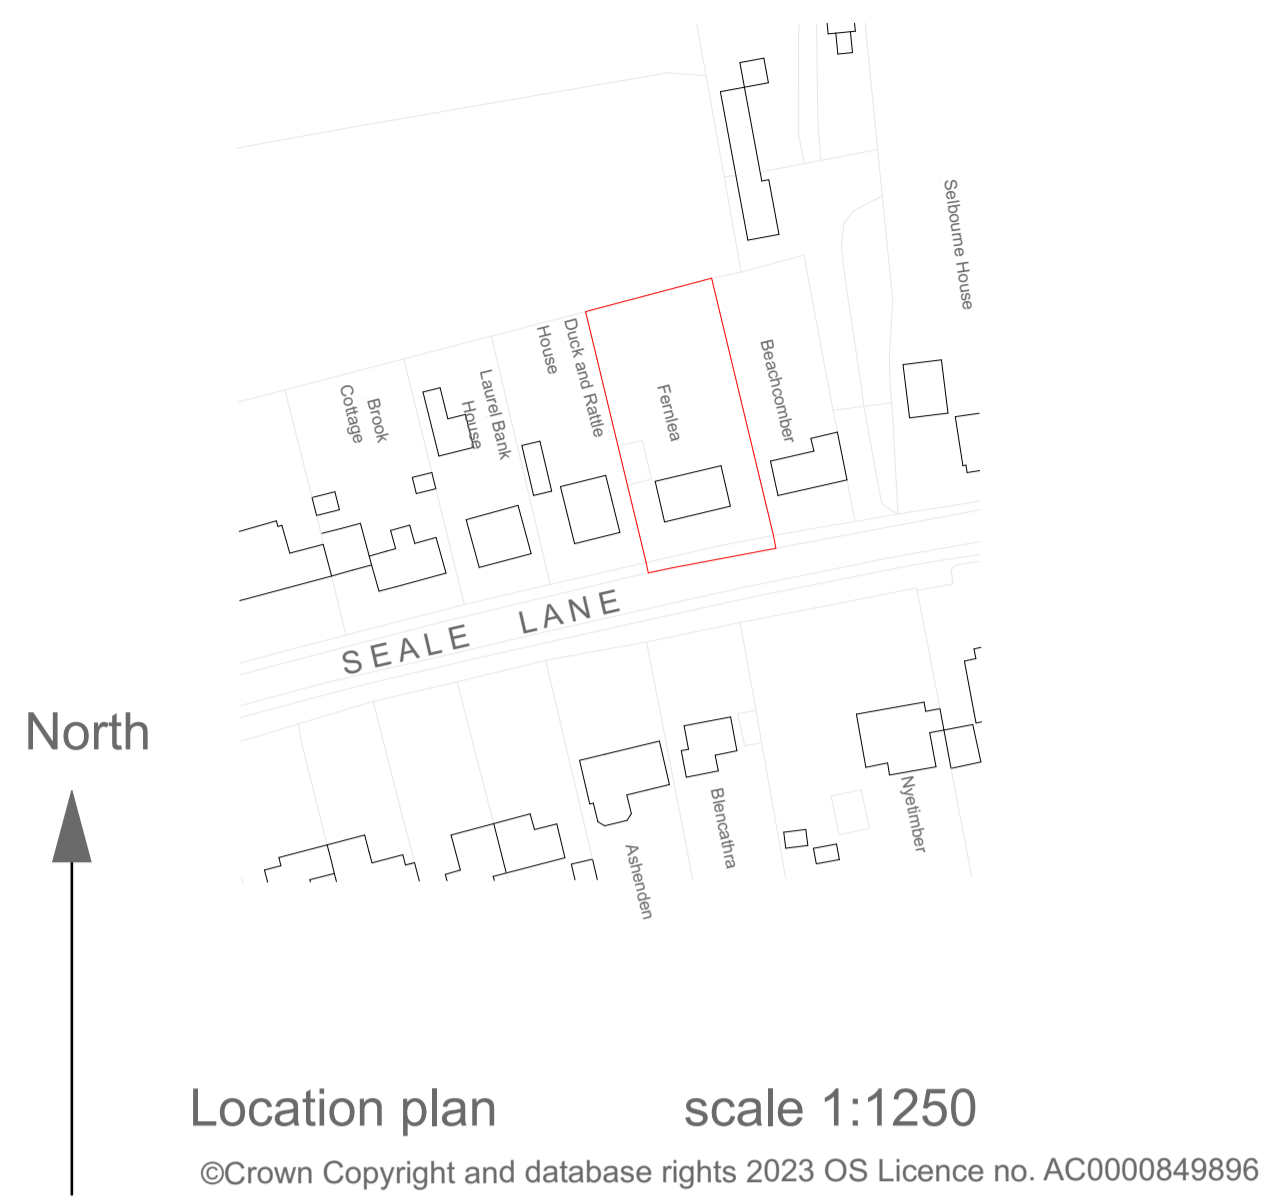 Selbourne House
Duck and Rattle
House
Beachcomber
Fernlea
Laurel Bank
House
Brook
Cottage
SEALE LANE
North
Nyetimber
Blencathra
Ashenden
Location plan scale 1:1250
©Crown Copyright and database rights 2023 OS Licence no. AC0000849896